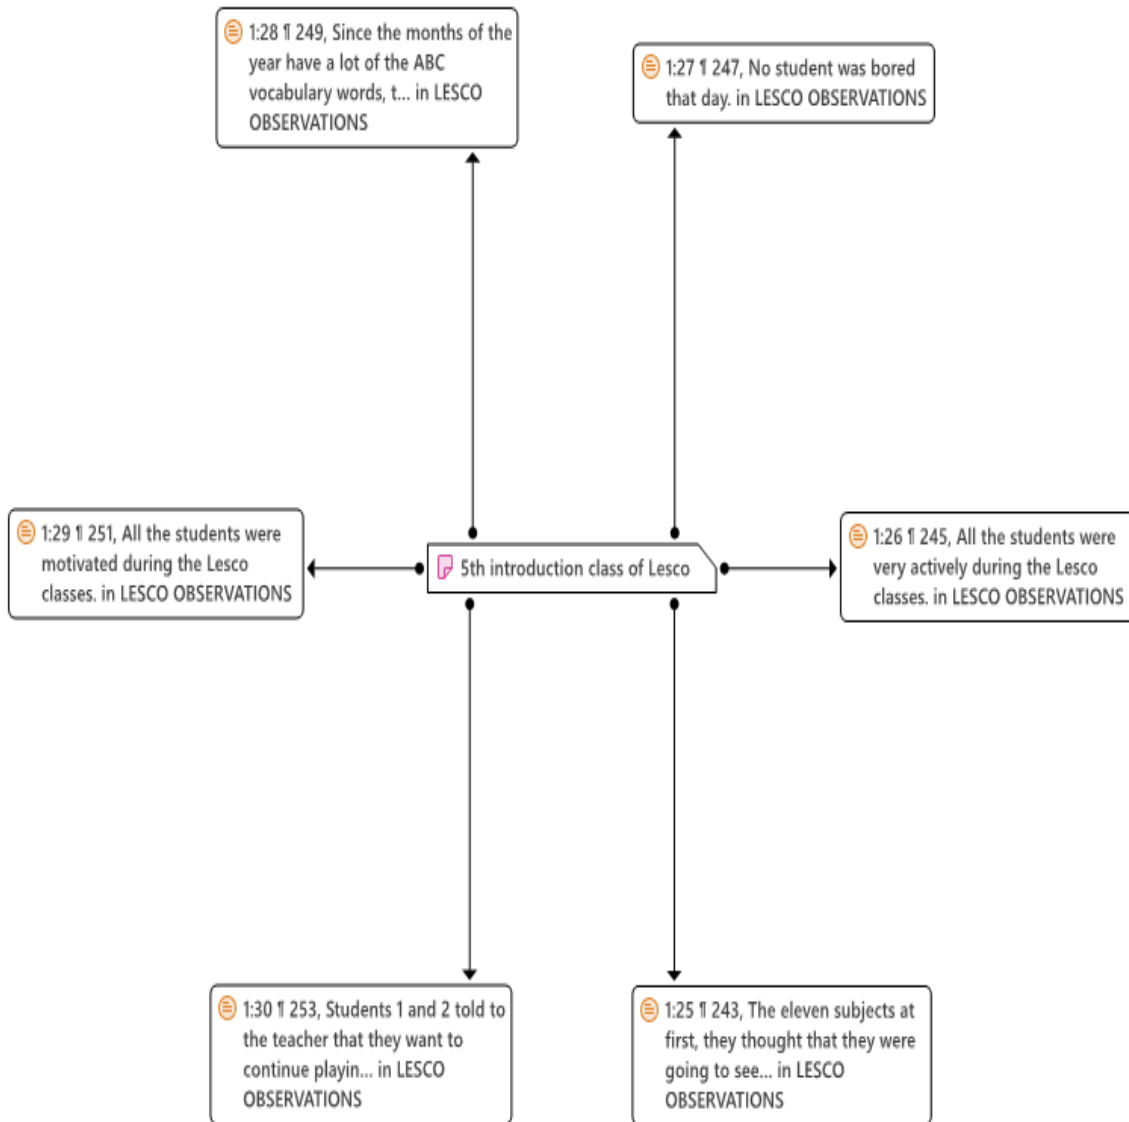 1:28 ¶ 249, Since the months of the
year have a lot of the ABC
vocabulary words, t... in LESCO
OBSERVATIONS
1:27 ¶ 247, No student was bored
that day. in LESCO OBSERVATIONS
1:29 ¶ 251, All the students were
motivated during the Lesco
classes. in LESCO OBSERVATIONS
5th introduction class of Lesco
1:26 ¶ 245, All the students were
very actively during the Lesco
classes. in LESCO OBSERVATIONS
1:30 ¶ 253, Students 1 and 2 told to
the teacher that they want to
continue playin... in LESCO
OBSERVATIONS
1:25 ¶ 243, The eleven subjects at
first, they thought that they were
going to see... in LESCO
OBSERVATIONS